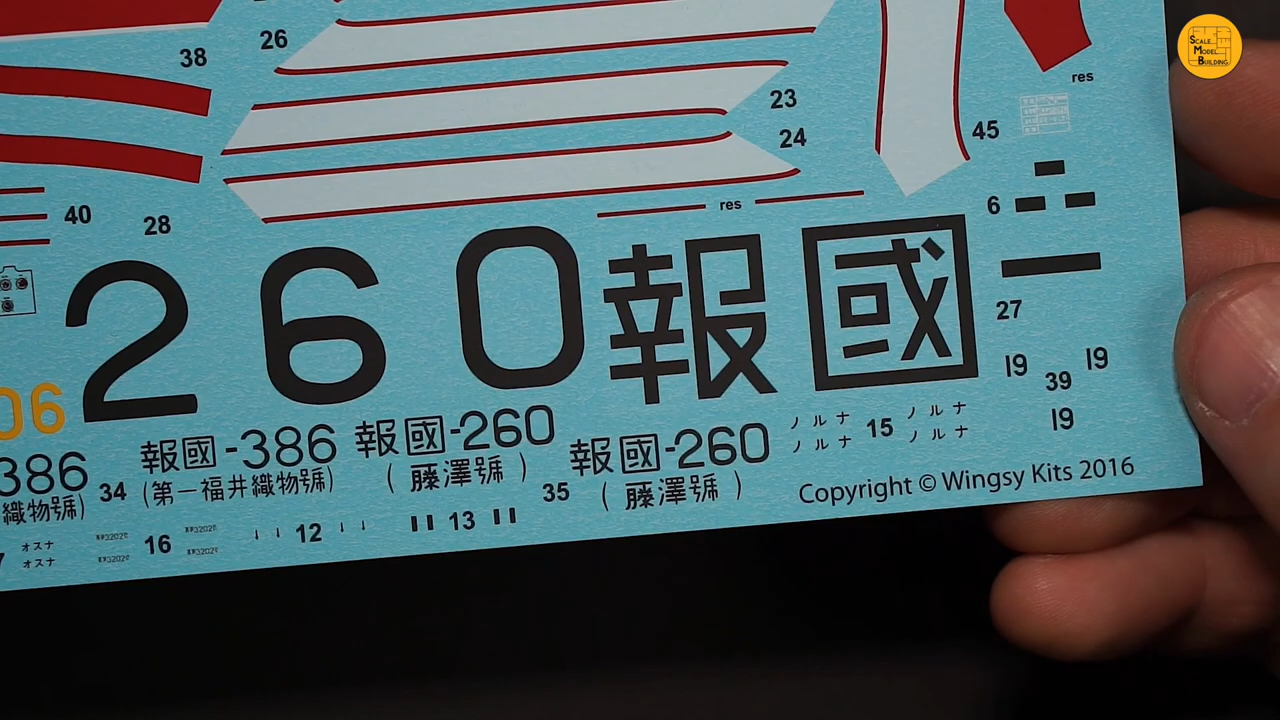 SCALE
MODEL
BUILDING
26
38
res
23
24
45
40
28
res
6
260報國
27
19
19
39
19
06
386
織物號)
34
報國-386
(第一福井織物號)
報國-260
(藤澤號)
35
報國-260
(藤澤號)
ノルナ
ノルナ
15
ノルナ
ノルナ
Copyright © Wingsy Kits 2016
オスナ
オスナ
16
12
13